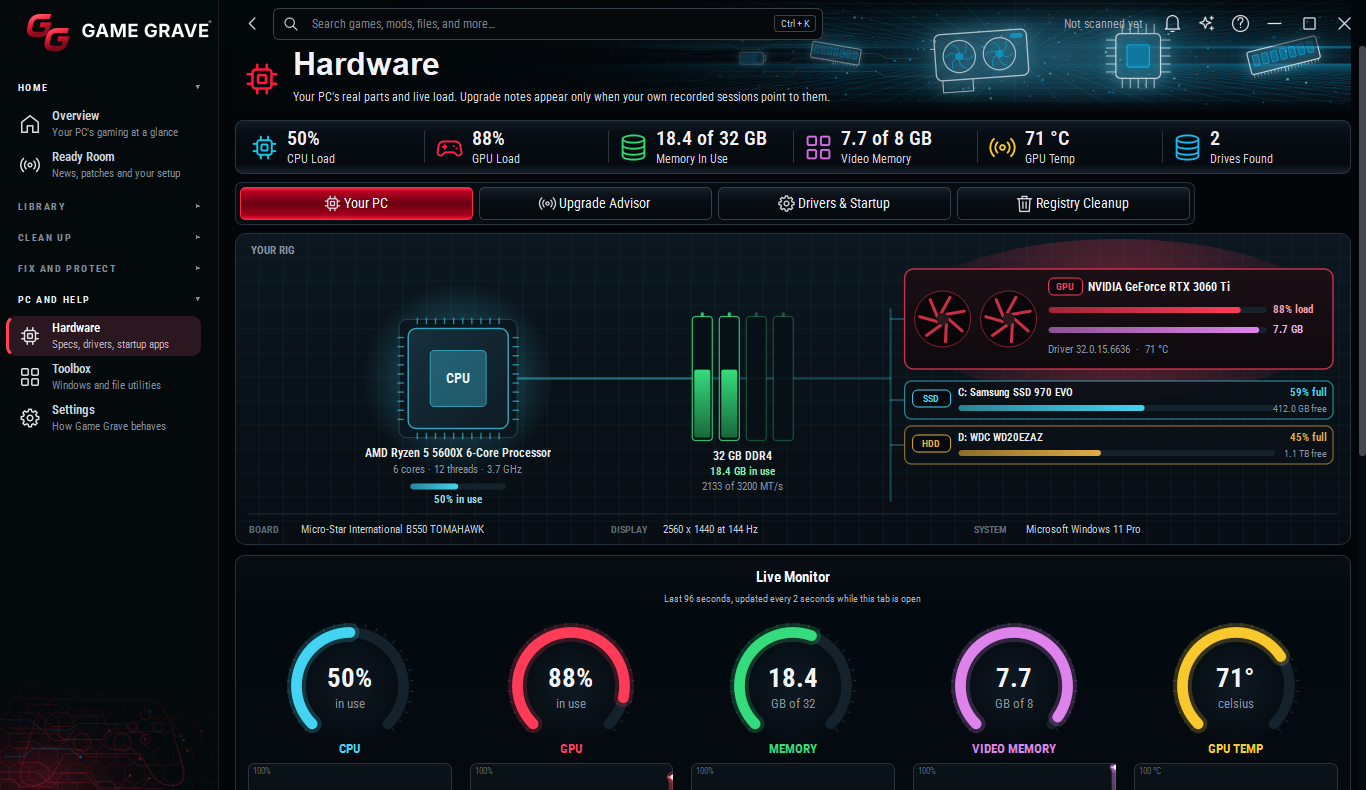 GAME GRAVE
Search games, mods, files, and more...
Ctrl + K
Not scanned yet
Hardware
Your PC's real parts and live load. Upgrade notes appear only when your own recorded sessions point to them.
HOME
Overview
Your PC's gaming at a glance
Ready Room
News, patches and your setup
LIBRARY
CLEAN UP
FIX AND PROTECT
PC AND HELP
Hardware
Specs, drivers, startup apps
Toolbox
Windows and file utilities
Settings
How Game Grave behaves
50%
CPU Load
88%
GPU Load
18.4 of 32 GB
Memory In Use
7.7 of 8 GB
Video Memory
71 °C
GPU Temp
2
Drives Found
Your PC
Upgrade Advisor
Drivers & Startup
Registry Cleanup
YOUR RIG
CPU
AMD Ryzen 5 5600X 6-Core Processor
6 cores · 12 threads · 3.7 GHz
50% in use
32 GB DDR4
18.4 GB in use
2133 of 3200 MT/s
GPU NVIDIA GeForce RTX 3060 Ti
88% load
7.7 GB
Driver 32.0.15.6636 · 71 °C
SSD
C: Samsung SSD 970 EVO
59% full
412.0 GB free
HDD
D: WDC WD20EZAZ
45% full
1.1 TB free
BOARD Micro-Star International B550 TOMAHAWK
DISPLAY 2560 x 1440 at 144 Hz
SYSTEM Microsoft Windows 11 Pro
Live Monitor
Last 96 seconds, updated every 2 seconds while this tab is open
50%
in use
CPU
88%
in use
GPU
18.4
GB of 32
MEMORY
7.7
GB of 8
VIDEO MEMORY
71°
celsius
GPU TEMP
100%
100%
100%
100%
100 °C